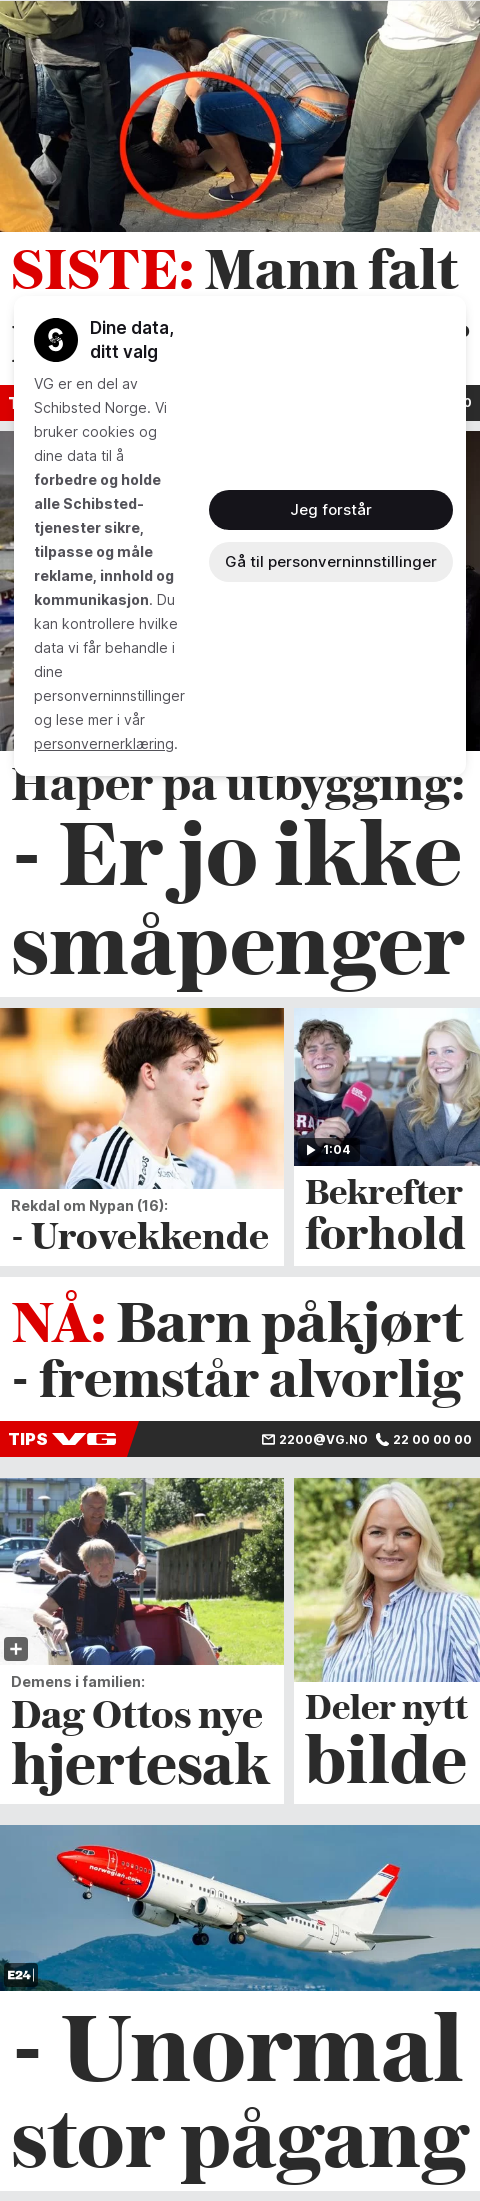 SISTE: Mann falt
Dine data,
ditt valg
VG er en del av
Schibsted Norge. Vi
bruker cookies og
dine data til å
forbedre og holde
alle Schibsted-
tjenester sikre,
tilpasse og måle
reklame, innhold og
kommunikasjon. Du
kan kontrollere hvilke
data vi får behandle i
dine
personverninnstillinger
og lese mer i vår
personvernerklæring.
Jeg forstår
Gå til personverninnstillinger
Håper på utbygging:
- Er jo ikke
småpenger
Rekdal om Nypan (16):
- Urovekkende
1:04
Bekrefter
forhold
NÅ: Barn påkjørt
- fremstår alvorlig
TIPS VG 2200@VG.NO 22 00 00 00
Demens i familien:
Dag Ottos nye
hjertesak
Deler nytt
bilde
norwegian.com
E24
- Unormal
stor pågang